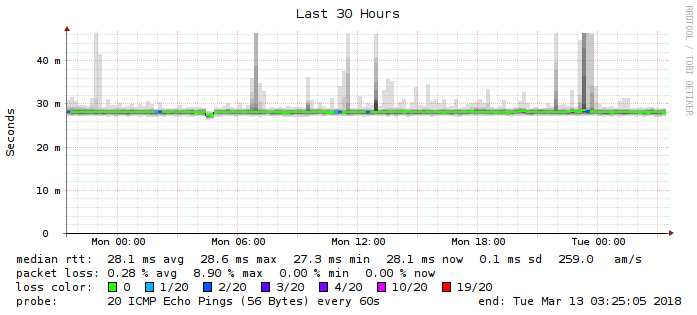 Last 30 Hours
RRDTOOL / TOBI OETIKER
Seconds
40 m
30 m
20 m
10 m
0
Mon 00:00 Mon 06:00 Mon 12:00 Mon 18:00 Tue 00:00
median rtt: 28.1 ms avg 28.6 ms max 27.3 ms min 28.1 ms now 0.1 ms sd 259.0 am/s
packet loss: 0.28 % avg 8.90 % max 0.00 % min 0.00 % now
loss color: 0 1/20 2/20 3/20 4/20 10/20 19/20
probe: 20 ICMP Echo Pings (56 Bytes) every 60s end: Tue Mar 13 03:25:05 2018